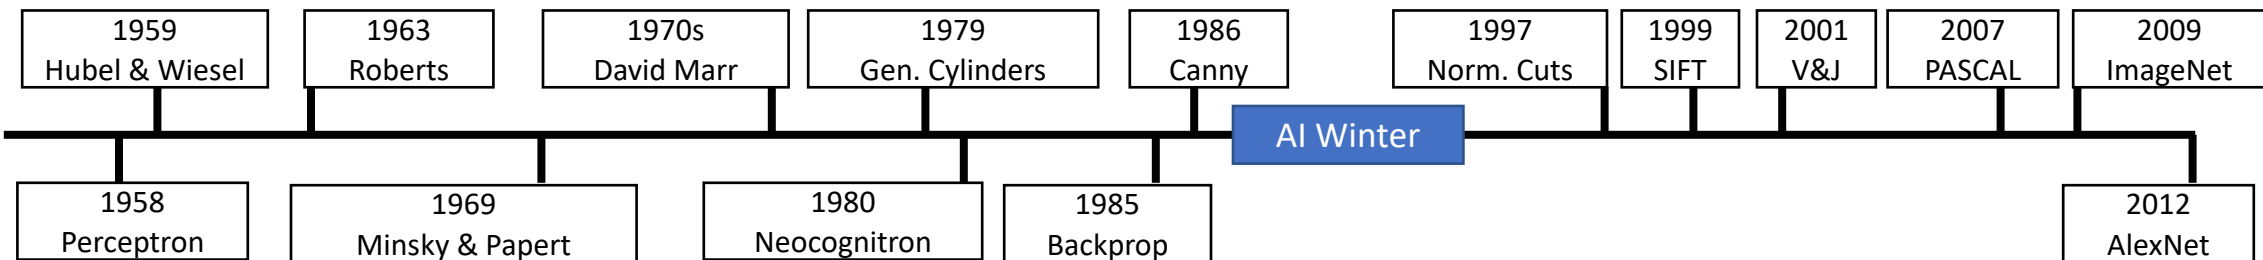 1959
Hubel & Wiesel
1963
Roberts
1970s
David Marr
1979
Gen. Cylinders
1986
Canny
1997
Norm. Cuts
1999
SIFT
2001
V&J
2007
PASCAL
2009
ImageNet
AI Winter
1958
Perceptron
1969
Minsky & Papert
1980
Neocognitron
1985
Backprop
2012
AlexNet